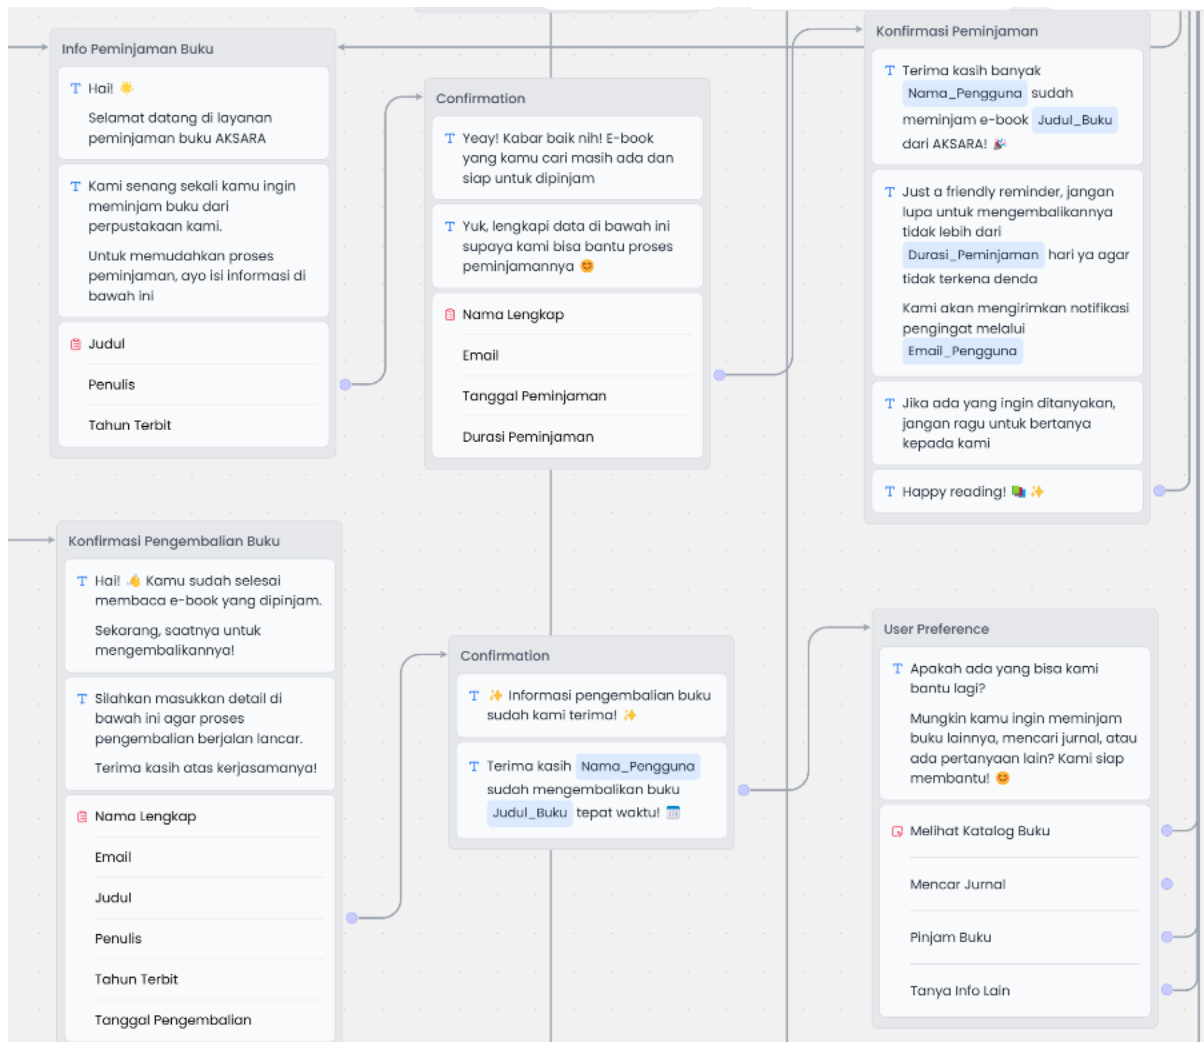 Info Peminjaman Buku
Hai! 🌟
Selamat datang di layanan
peminjaman buku AKSARA
Kami senang sekali kamu ingin
meminjam buku dari
perpustakaan kami.
Untuk memudahkan proses
peminjaman, ayo isi informasi di
bawah ini
Judul
Penulis
Tahun Terbit
Confirmation
Yeay! Kabar baik nih! E-book
yang kamu cari masih ada dan
siap untuk dipinjam
Yuk, lengkapi data di bawah ini
supaya kami bisa bantu proses
peminjamannya 😊
Nama Lengkap
Email
Tanggal Peminjaman
Durasi Peminjaman
Konfirmasi Peminjaman
Terima kasih banyak
Nama_Pengguna sudah
meminjam e-book Judul_Buku
dari AKSARA! 🎉
Just a friendly reminder, jangan
lupa untuk mengembalikannya
tidak lebih dari
Durasi_Peminjaman hari ya agar
tidak terkena denda
Kami akan mengirimkan notifikasi
pengingat melalui
Email_Pengguna
Jika ada yang ingin ditanyakan,
jangan ragu untuk bertanya
kepada kami
Happy reading! 📚✨
Konfirmasi Pengembalian Buku
Hai! 👋 Kamu sudah selesai
membaca e-book yang dipinjam.
Sekarang, saatnya untuk
mengembalikannya!
Silahkan masukkan detail di
bawah ini agar proses
pengembalian berjalan lancar.
Terima kasih atas kerjasamanya!
Nama Lengkap
Email
Judul
Penulis
Tahun Terbit
Tanggal Pengembalian
Confirmation
✨ Informasi pengembalian buku
sudah kami terima! ✨
Terima kasih Nama_Pengguna
sudah mengembalikan buku
Judul_Buku tepat waktu! 🗓️
User Preference
Apakah ada yang bisa kami
bantu lagi?
Mungkin kamu ingin meminjam
buku lainnya, mencari jurnal, atau
ada pertanyaan lain? Kami siap
membantu! 😊
Melihat Katalog Buku
Mencar Jurnal
Pinjam Buku
Tanya Info Lain